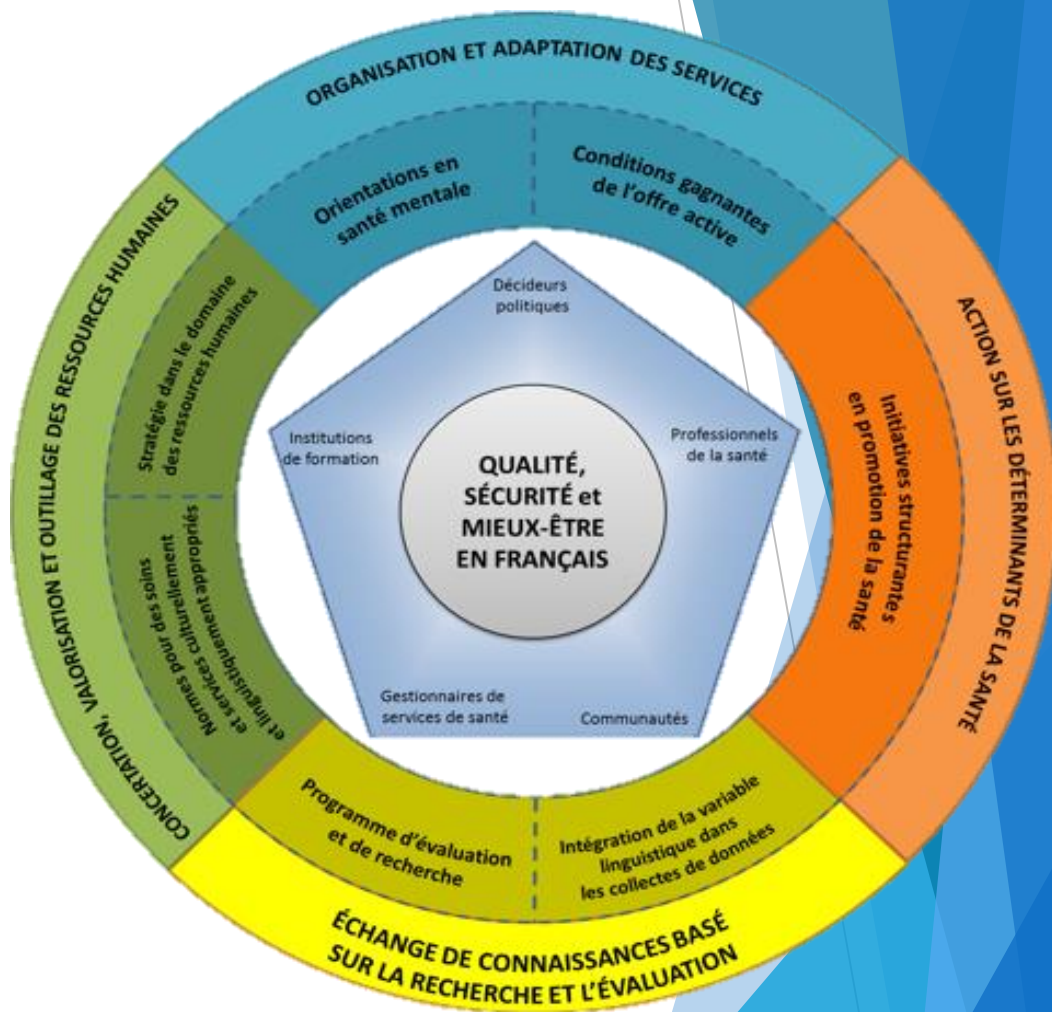 ORGANISATION ET ADAPTATION DES SERVICES
Orientations en
santé mentale
Conditions gagnantes
de l'offre active
ACTION SUR LES DÉTERMINANTS DE LA SANTÉ
Initiatives structurantes
en promotion de la santé
ÉCHANGE DE CONNAISSANCES BASÉ
SUR LA RECHERCHE ET L'ÉVALUATION
Intégration de la variable
linguistique dans
les collectes de données
Programme d'évaluation
et de recherche
CONCERTATION, VALORISATION ET OUTILLAGE DES RESSOURCES HUMAINES
Normes pour des soins
et services culturellement
et linguistiquement appropriés
Stratégie dans le domaine
des ressources humaines
Décideurs
politiques
Professionnels
de la santé
Communautés
Gestionnaires de
services de santé
Institutions
de formation
QUALITÉ,
SÉCURITÉ et
MIEUX-ÊTRE
EN FRANÇAIS